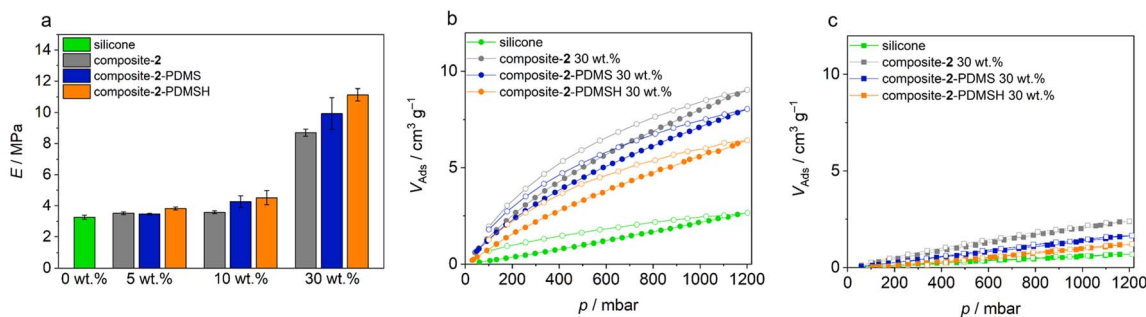 a
16
14
12
10
8
6
4
2
0
E / MPa
silicone
composite-2
composite-2-PDMS
composite-2-PDMSH
0 wt.%
5 wt.%
10 wt.%
30 wt.%
b
10
5
0
V_Ads / cm³ g⁻¹
silicone
composite-2 30 wt.%
composite-2-PDMS 30 wt.%
composite-2-PDMSH 30 wt.%
0 200 400 600 800 1000 1200
p / mbar
c
10
5
0
V_Ads / cm³ g⁻¹
silicone
composite-2 30 wt.%
composite-2-PDMS 30 wt.%
composite-2-PDMSH 30 wt.%
0 200 400 600 800 1000 1200
p / mbar